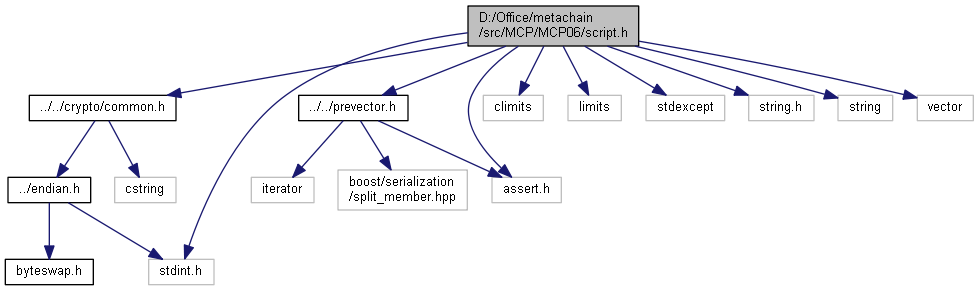 D:/Office/metachain
/src/MCP/MCP06/script.h
../../crypto/common.h
../../prevector.h
climits
limits
stdexcept
string.h
string
vector
../endian.h
cstring
iterator
boost/serialization
/split_member.hpp
assert.h
byteswap.h
stdint.h